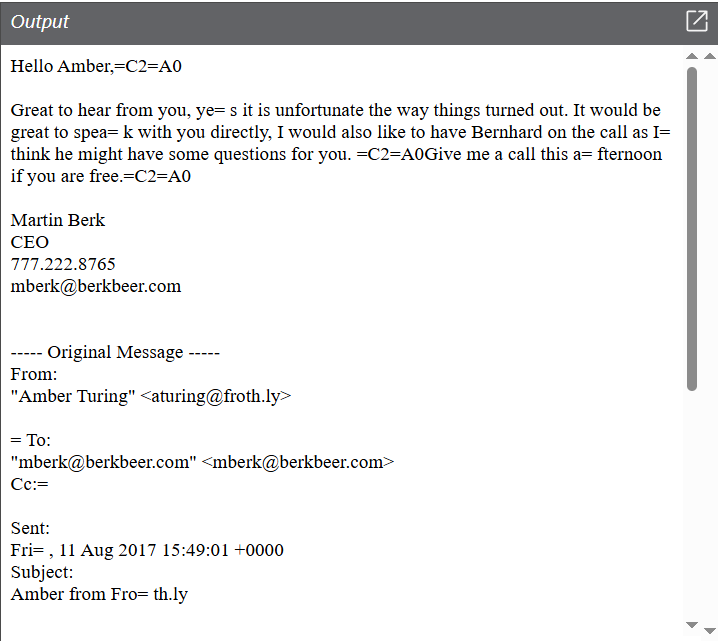 Output
Hello Amber,=C2=A0
Great to hear from you, ye= s it is unfortunate the way things turned out. It would be
great to spea= k with you directly, I would also like to have Bernhard on the call as I=
think he might have some questions for you. =C2=A0Give me a call this a= fternoon
if you are free.=C2=A0
Martin Berk
CEO
777.222.8765
mberk@berkbeer.com
----- Original Message -----
From:
"Amber Turing" <aturing@froth.ly>
= To:
"mberk@berkbeer.com" <mberk@berkbeer.com>
Cc:=
Sent:
Fri= , 11 Aug 2017 15:49:01 +0000
Subject:
Amber from Fro= th.ly